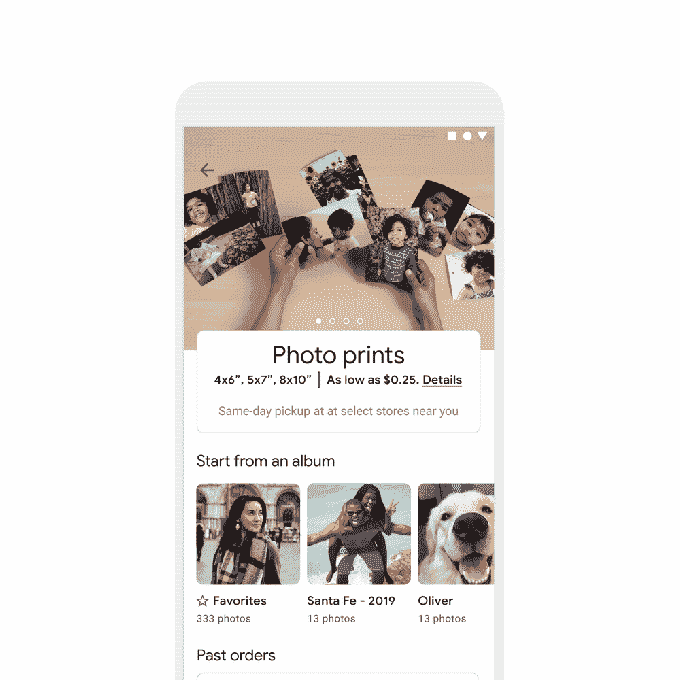 Photo prints
4x6”, 5x7”, 8x10” | As low as $0.25. Details
Same-day pickup at at select stores near you
Start from an album
☆ Favorites
333 photos
Santa Fe - 2019
13 photos
Oliver
13 photos
Past orders